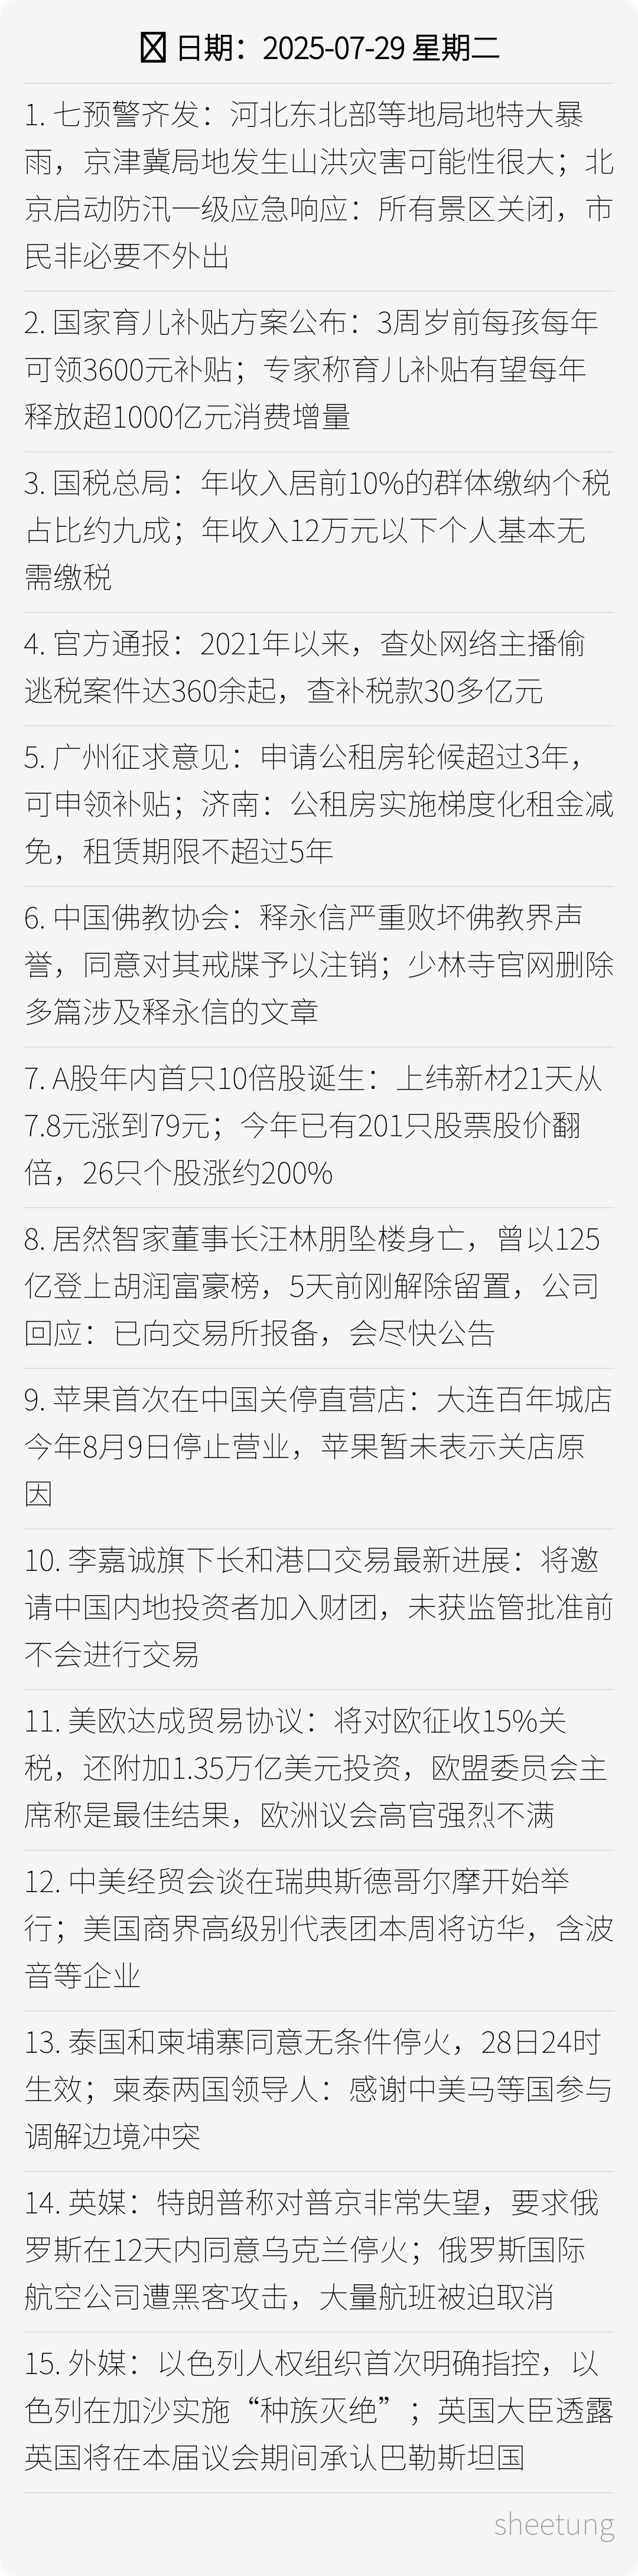 日期：2025-07-29 星期二
1. 七预警齐发：河北东北部等地局地特大暴
雨，京津冀局地发生山洪灾害可能性很大；北
京启动防汛一级应急响应：所有景区关闭，市
民非必要不外出
2. 国家育儿补贴方案公布：3周岁前每孩每年
可领3600元补贴；专家称育儿补贴有望每年
释放超1000亿元消费增量
3. 国税总局：年收入居前10%的群体缴纳个税
占比约九成；年收入12万元以下个人基本无
需缴税
4. 官方通报：2021年以来，查处网络主播偷
逃税案件达360余起，查补税款30多亿元
5. 广州征求意见：申请公租房轮候超过3年，
可申领补贴；济南：公租房实施梯度化租金减
免，租赁期限不超过5年
6. 中国佛教协会：释永信严重败坏佛教界声
誉，同意对其戒牒予以注销；少林寺官网删除
多篇涉及释永信的文章
7. A股年内首只10倍股诞生：上纬新材21天从
7.8元涨到79元；今年已有201只股票股价翻
倍，26只个股涨约200%
8. 居然智家董事长汪林朋坠楼身亡，曾以125
亿登上胡润富豪榜，5天前刚解除留置，公司
回应：已向交易所报备，会尽快公告
9. 苹果首次在中国关停直营店：大连百年城店
今年8月9日停止营业，苹果暂未表示关店原
因
10. 李嘉诚旗下长和港口交易最新进展：将邀
请中国内地投资者加入财团，未获监管批准前
不会进行交易
11. 美欧达成贸易协议：将对欧征收15%关
税，还附加1.35万亿美元投资，欧盟委员会主
席称是最佳结果，欧洲议会高官强烈不满
12. 中美经贸会谈在瑞典斯德哥尔摩开始举
行；美国商界高级别代表团本周将访华，含波
音等企业
13. 泰国和柬埔寨同意无条件停火，28日24时
生效；柬泰两国领导人：感谢中美马等国参与
调解边境冲突
14. 英媒：特朗普称对普京非常失望，要求俄
罗斯在12天内同意乌克兰停火；俄罗斯国际
航空公司遭黑客攻击，大量航班被迫取消
15. 外媒：以色列人权组织首次明确指控，以
色列在加沙实施“种族灭绝”；英国大臣透露
英国将在本届议会期间承认巴勒斯坦国
sheetung